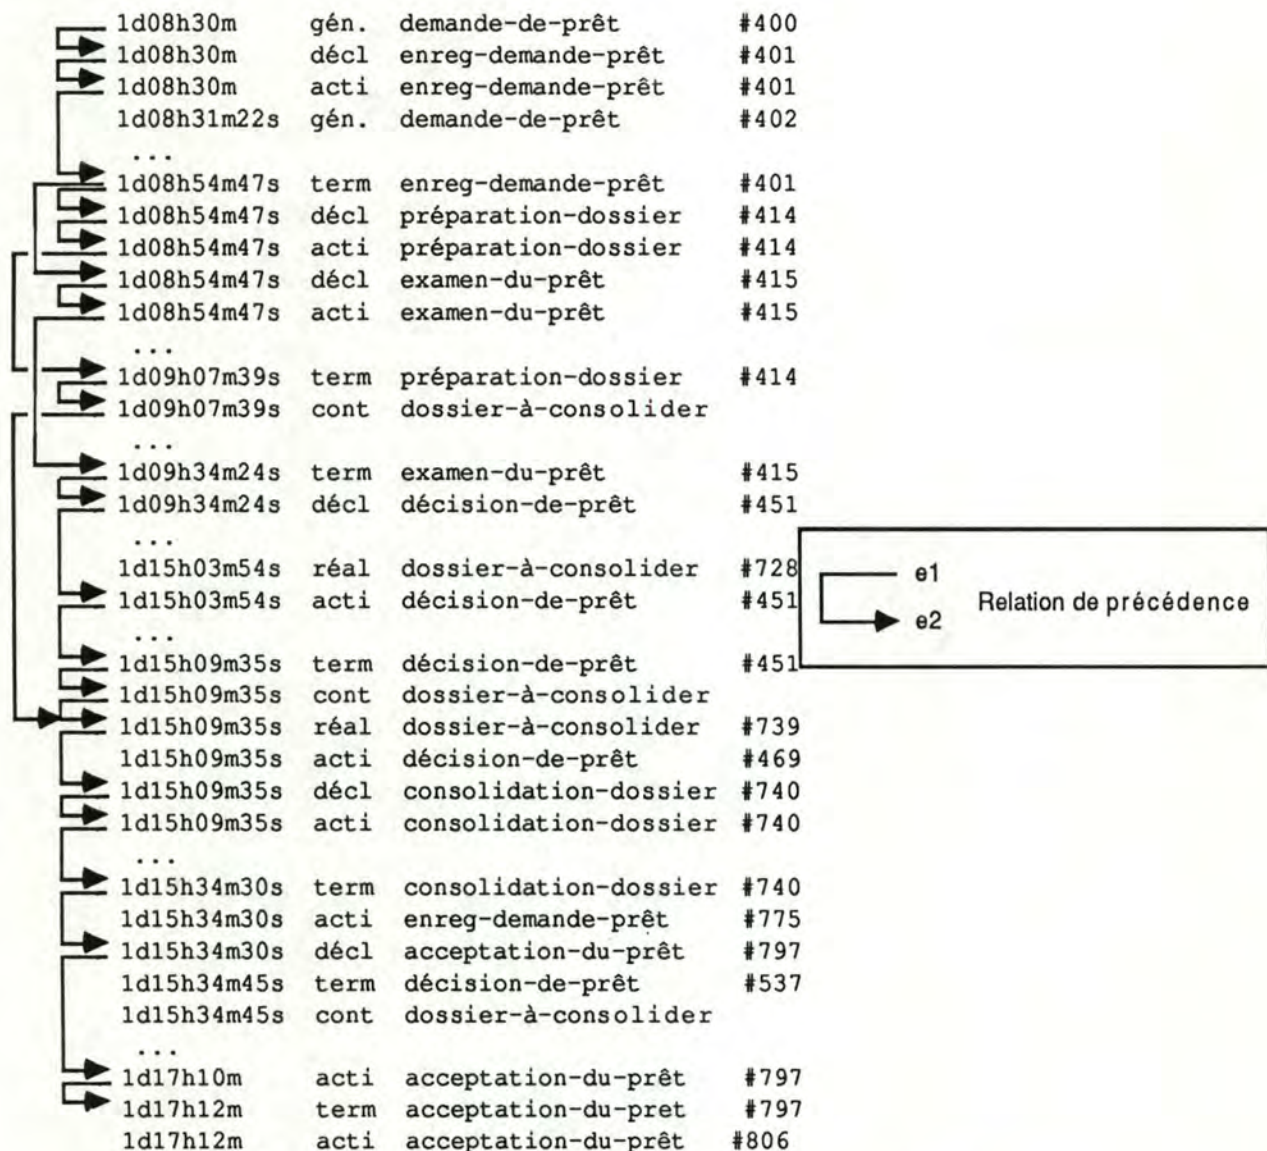 1d08h30m gén. demande-de-prêt #400
1d08h30m décl enreg-demande-prêt #401
1d08h30m acti enreg-demande-prêt #401
1d08h31m22s gén. demande-de-prêt #402
...
1d08h54m47s term enreg-demande-prêt #401
1d08h54m47s décl préparation-dossier #414
1d08h54m47s acti préparation-dossier #414
1d08h54m47s décl examen-du-prêt #415
1d08h54m47s acti examen-du-prêt #415
...
1d09h07m39s term préparation-dossier #414
1d09h07m39s cont dossier-à-consolider
...
1d09h34m24s term examen-du-prêt #415
1d09h34m24s décl décision-de-prêt #451
...
1d15h03m54s réal dossier-à-consolider #728
1d15h03m54s acti décision-de-prêt #451
...
1d15h09m35s term décision-de-prêt #451
1d15h09m35s cont dossier-à-consolider
1d15h09m35s réal dossier-à-consolider #739
1d15h09m35s acti décision-de-prêt #469
1d15h09m35s décl consolidation-dossier #740
1d15h09m35s acti consolidation-dossier #740
...
1d15h34m30s term consolidation-dossier #740
1d15h34m30s acti enreg-demande-prêt #775
1d15h34m30s décl acceptation-du-prêt #797
1d15h34m45s term décision-de-prêt #537
1d15h34m45s cont dossier-à-consolider
...
1d17h10m acti acceptation-du-prêt #797
1d17h12m term acceptation-du-pret #797
1d17h12m acti acceptation-du-prêt #806
e1
Relation de précédence
e2